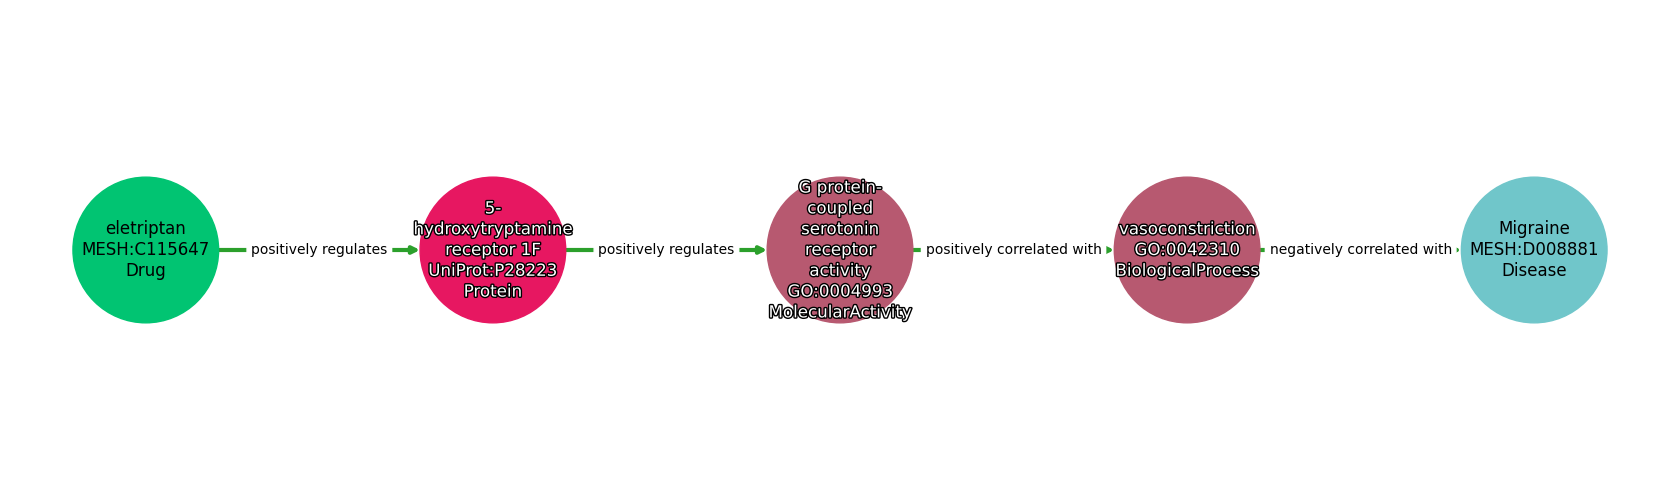 eletriptan
MESH:C115647
Drug
positively regulates
5-
hydroxytryptamine
receptor 1F
UniProt:P28223
Protein
positively regulates
G protein-
coupled
serotonin
receptor
activity
GO:0004993
MolecularActivity
positively correlated with
vasoconstriction
GO:0042310
BiologicalProcess
negatively correlated with
Migraine
MESH:D008881
Disease